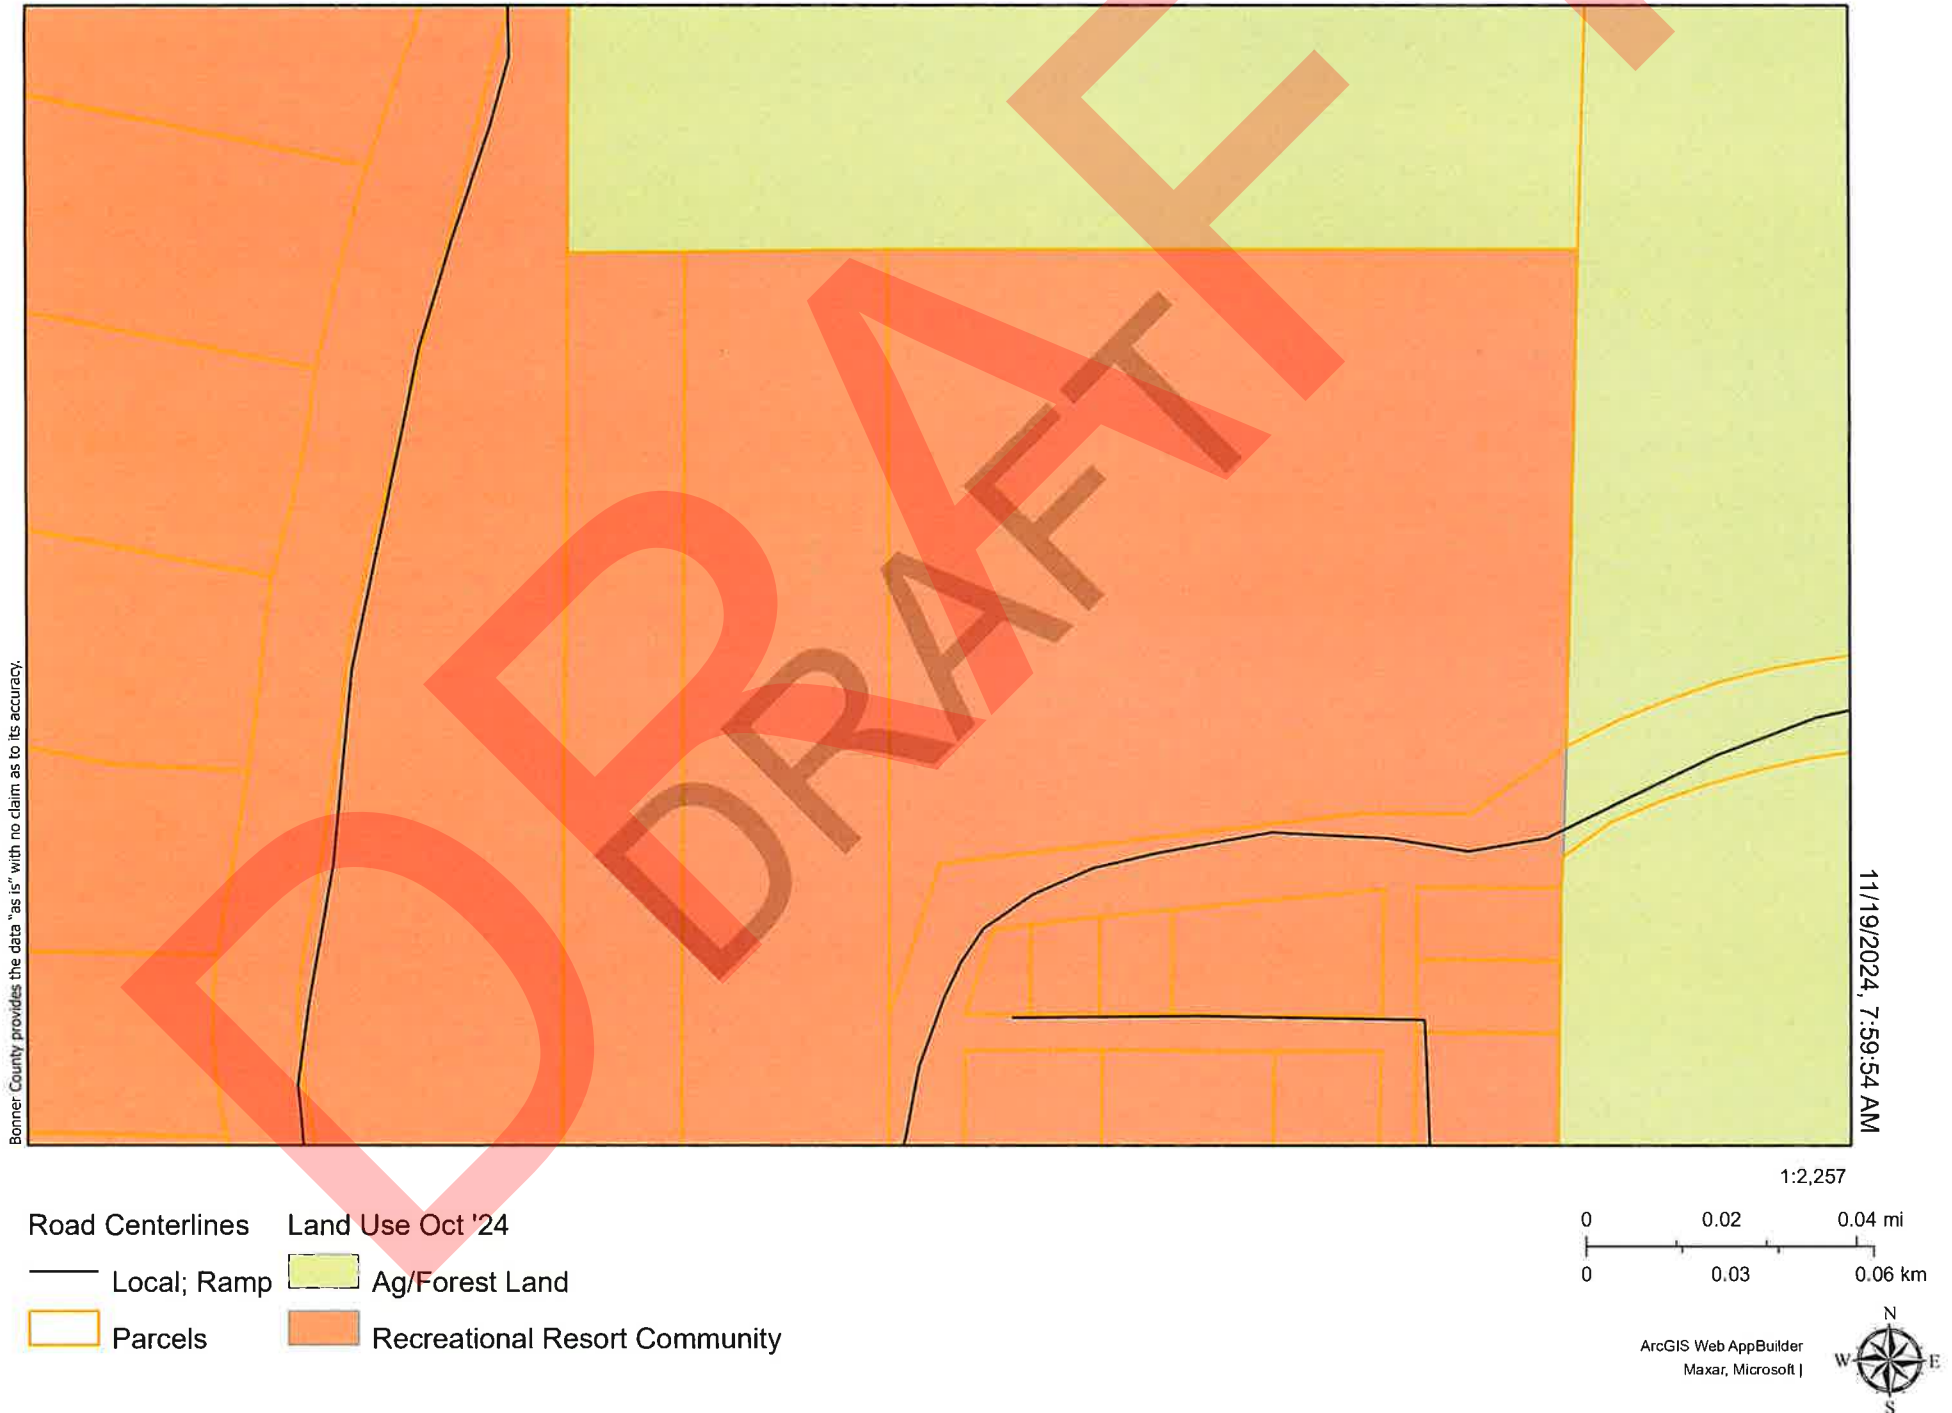 DRAFT
DRAFT
Bonner County provides the data "as is" with no claim as to its accuracy.
11/19/2024, 7:59:54 AM
1:2,257
Road Centerlines
Local; Ramp
Parcels
Land Use Oct '24
Ag/Forest Land
Recreational Resort Community
0 0.02 0.04 mi
0 0.03 0.06 km
ArcGIS Web AppBuilder
Maxar, Microsoft |
N
W E
S